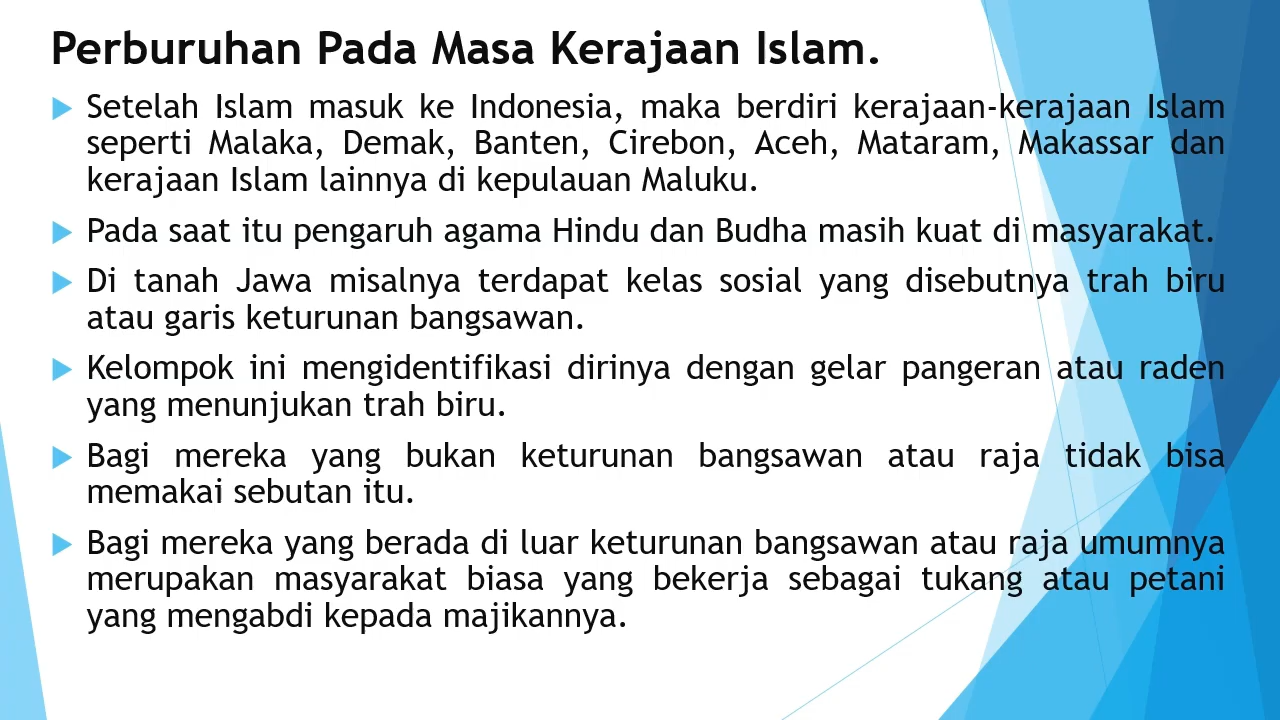 Perburuhan Pada Masa Kerajaan Islam.
Setelah Islam masuk ke Indonesia, maka berdiri kerajaan-kerajaan Islam
seperti Malaka, Demak, Banten, Cirebon, Aceh, Mataram, Makassar dan
kerajaan Islam lainnya di kepulauan Maluku.
Pada saat itu pengaruh agama Hindu dan Budha masih kuat di masyarakat.
Di tanah Jawa misalnya terdapat kelas sosial yang disebutnya trah biru
atau garis keturunan bangsawan.
Kelompok ini mengidentifikasi dirinya dengan gelar pangeran atau raden
yang menunjukan trah biru.
Bagi mereka yang bukan keturunan bangsawan atau raja tidak bisa
memakai sebutan itu.
Bagi mereka yang berada di luar keturunan bangsawan atau raja umumnya
merupakan masyarakat biasa yang bekerja sebagai tukang atau petani
yang mengabdi kepada majikannya.